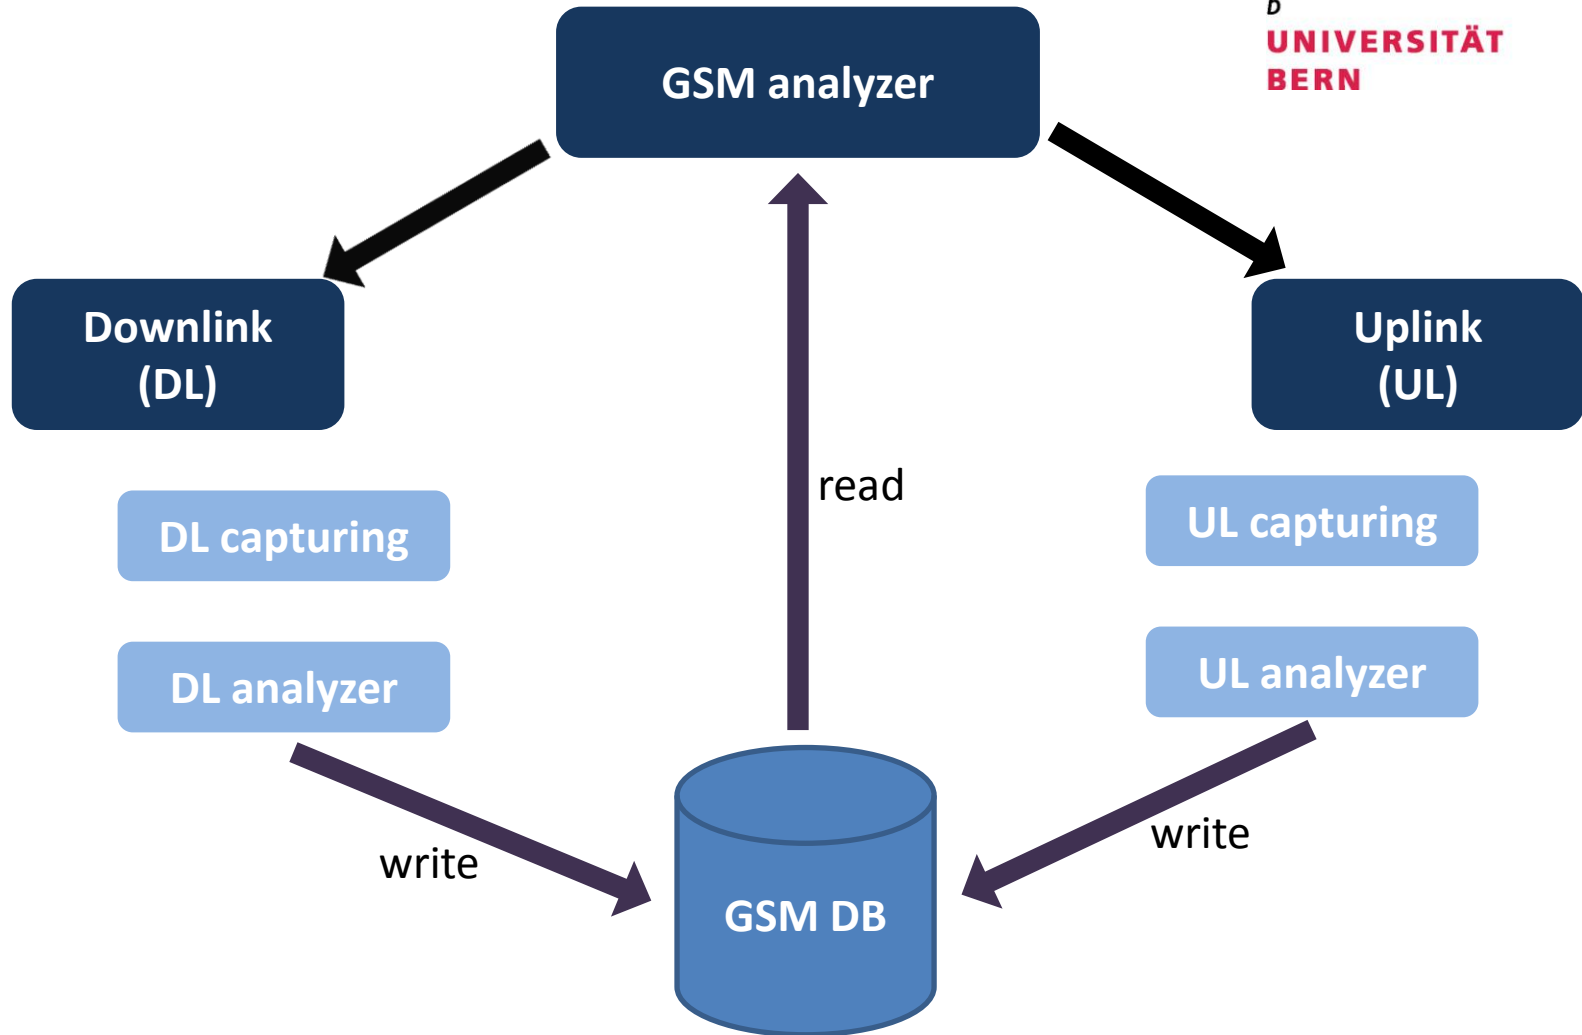 D
UNIVERSITÄT
BERN
GSM analyzer
Downlink
(DL)
Uplink
(UL)
read
DL capturing
UL capturing
DL analyzer
UL analyzer
write
write
GSM DB